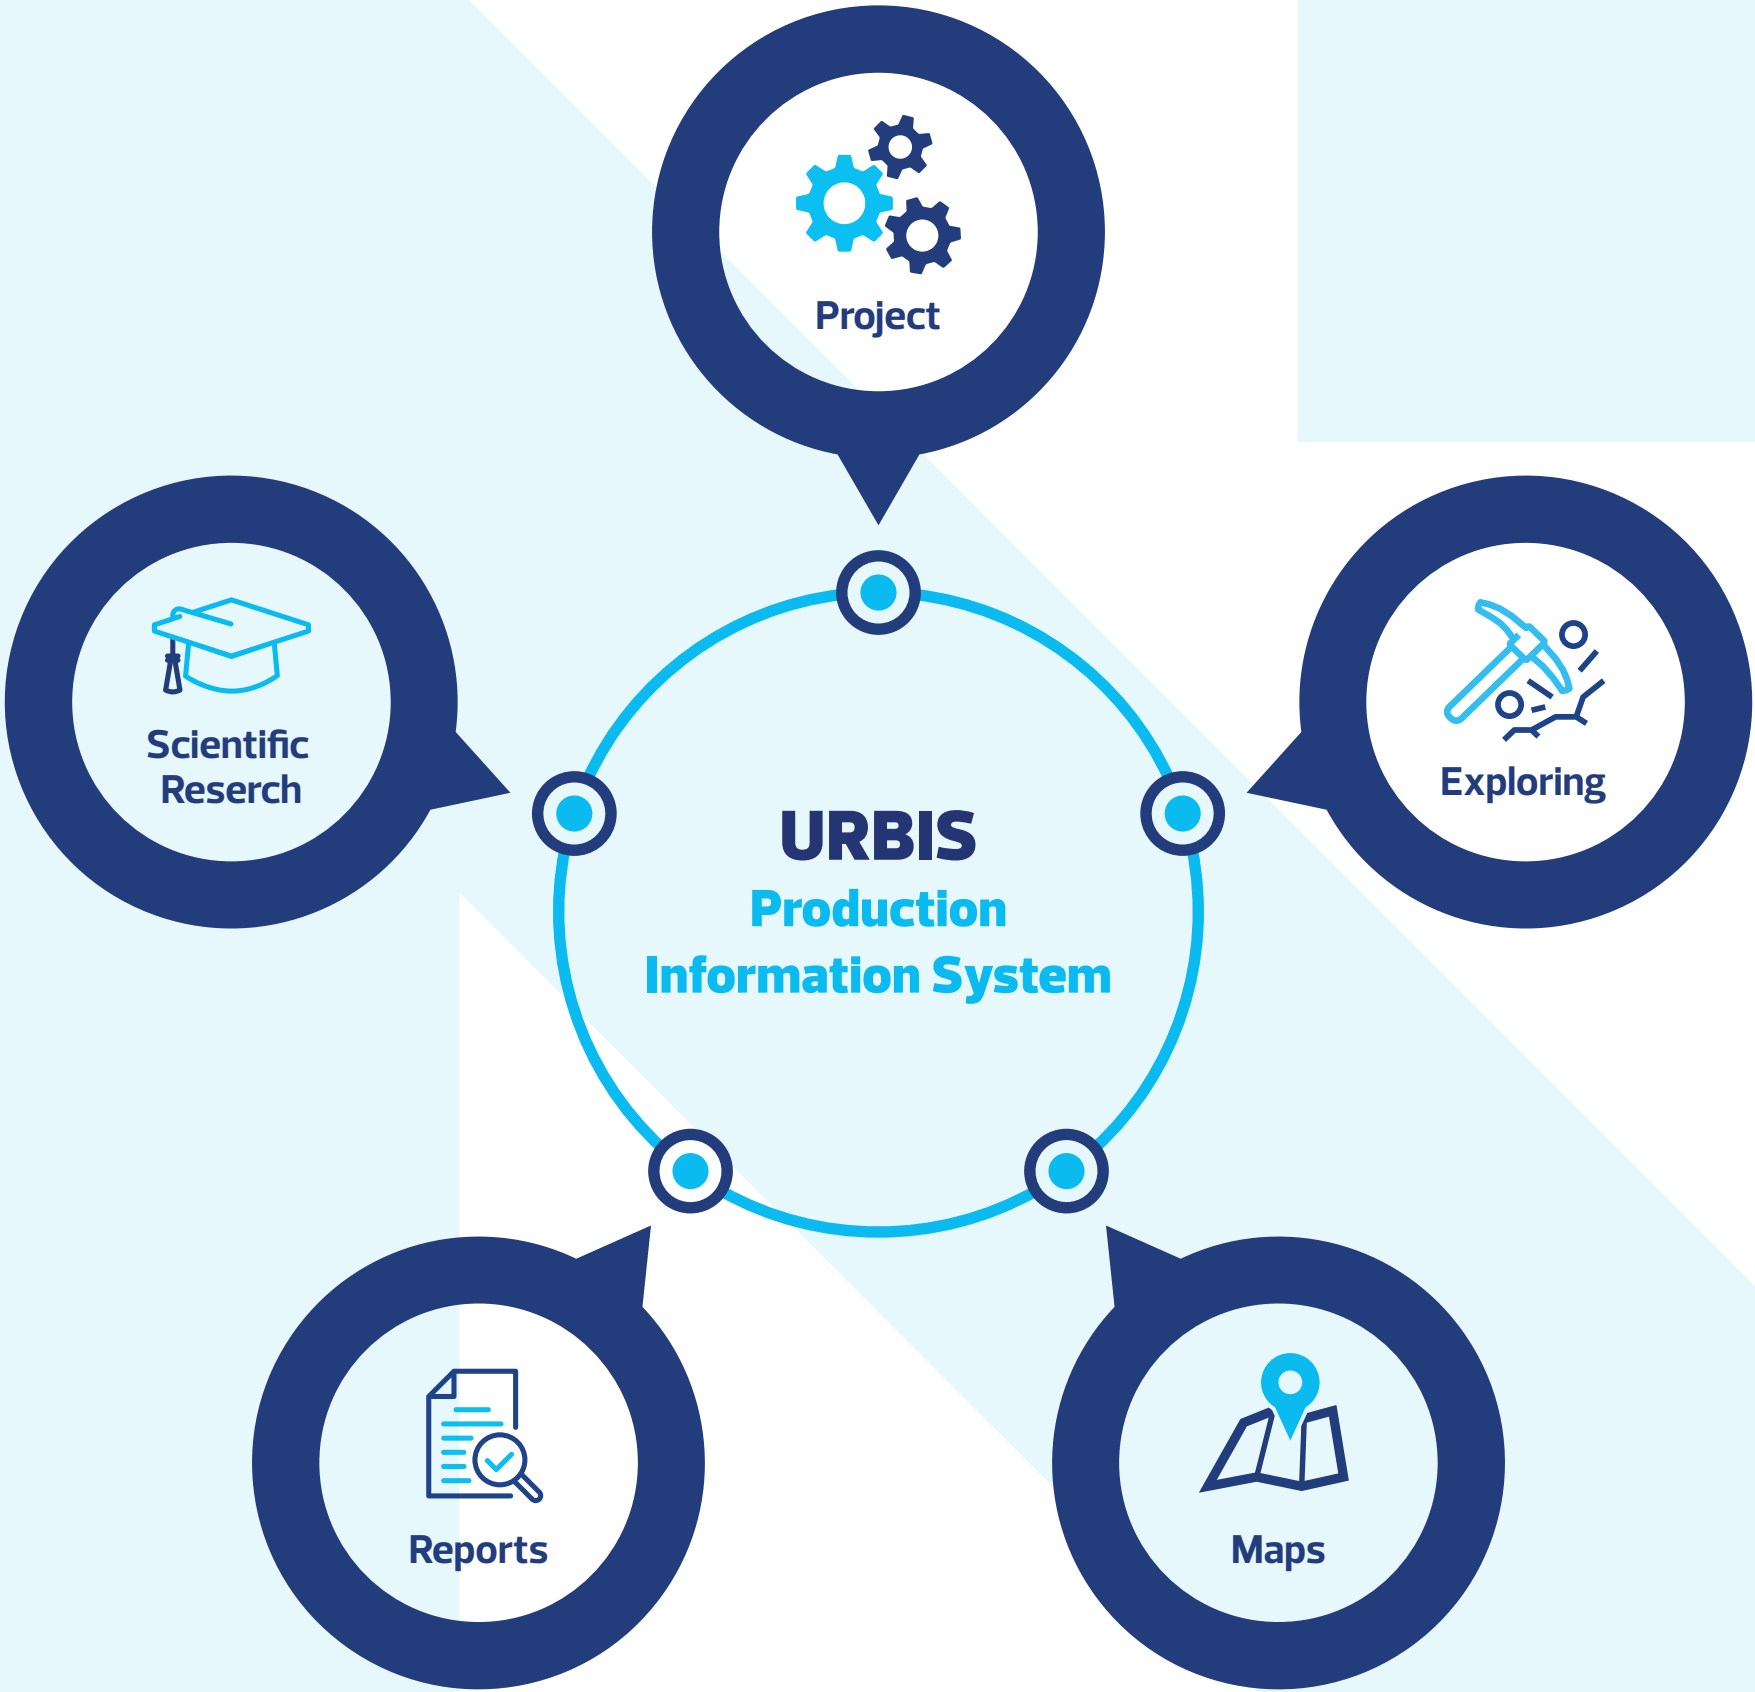 Project
Scientific
Reserch
Exploring
URBIS
Production
Information System
Reports
Maps